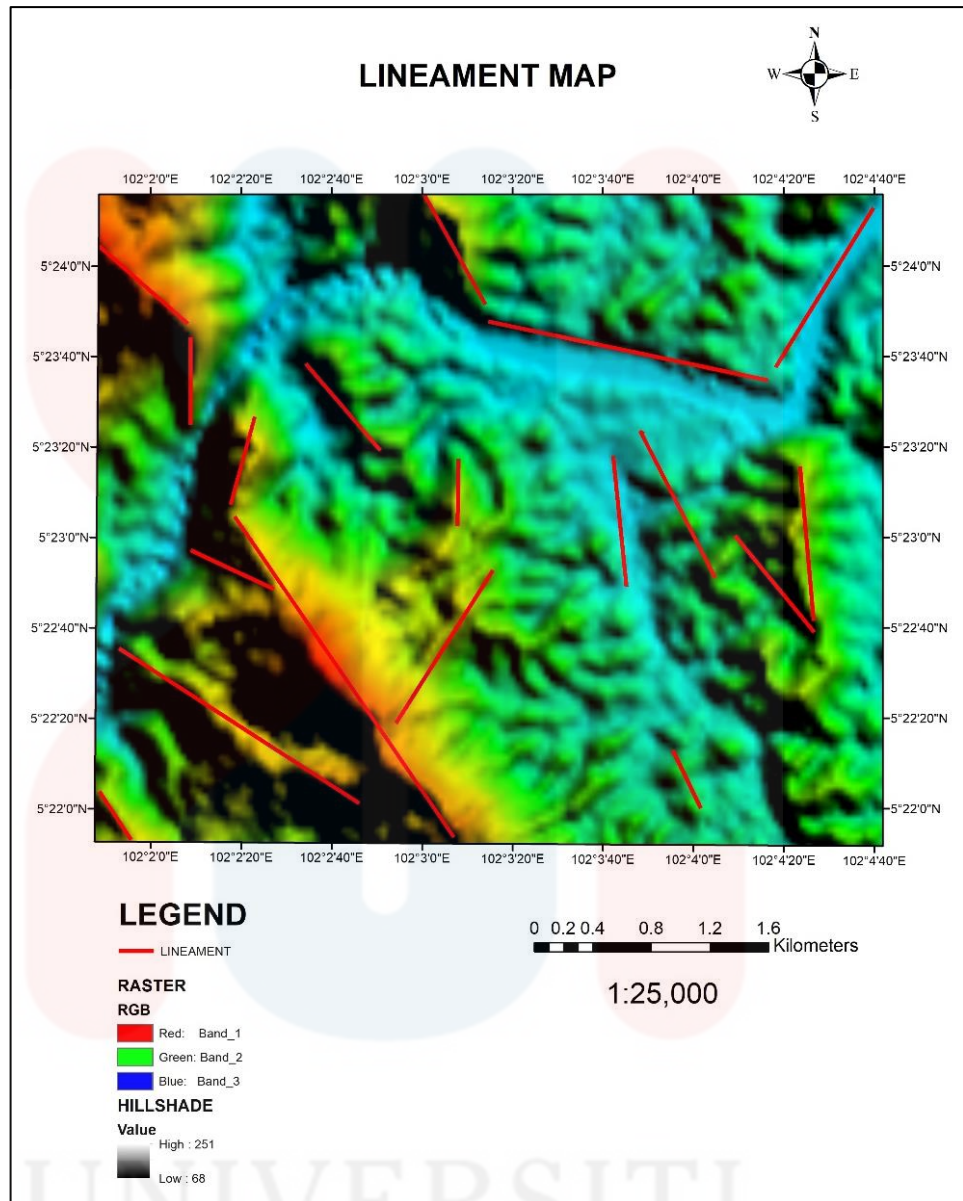 LINEAMENT MAP
N
W E
S
102°2'0"E 102°2'20"E 102°2'40"E 102°3'0"E 102°3'20"E 102°3'40"E 102°4'0"E 102°4'20"E 102°4'40"E
5°24'0"N 5°24'0"N
5°23'40"N 5°23'40"N
5°23'20"N 5°23'20"N
5°23'0"N 5°23'0"N
5°22'40"N 5°22'40"N
5°22'20"N 5°22'20"N
5°22'0"N 5°22'0"N
102°2'0"E 102°2'20"E 102°2'40"E 102°3'0"E 102°3'20"E 102°3'40"E 102°4'0"E 102°4'20"E 102°4'40"E
LEGEND
LINEAMENT
RASTER
RGB
Red: Band_1
Green: Band_2
Blue: Band_3
HILLSHADE
Value
High : 251
Low : 68
0 0.2 0.4 0.8 1.2 1.6
Kilometers
1:25,000
UNIVERSITI